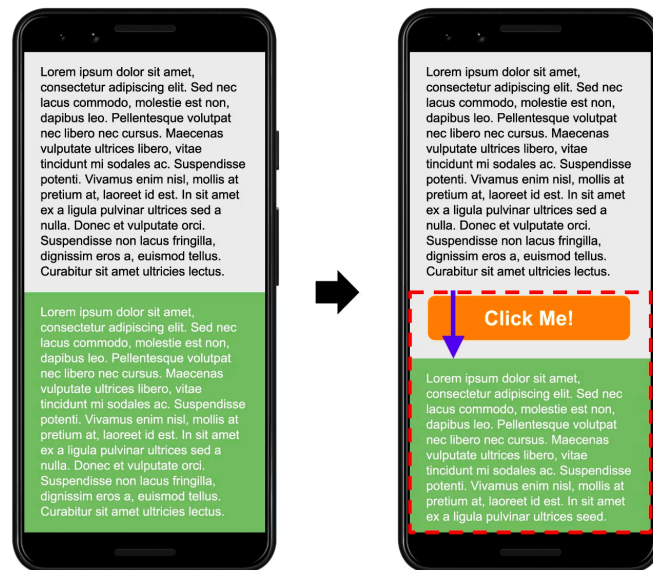 Lorem ipsum dolor sit amet,
consectetur adipiscing elit. Sed nec
lacus commodo, molestie est non,
dapibus leo. Pellentesque volutpat
nec libero nec cursus. Maecenas
vulputate ultrices libero, vitae
tincidunt mi sodales ac. Suspendisse
potenti. Vivamus enim nisl, mollis at
pretium at, laoreet id est. In sit amet
ex a ligula pulvinar ultrices sed a
nulla. Donec et vulputate orci.
Suspendisse non lacus fringilla,
dignissim eros a, euismod tellus.
Curabitur sit amet ultricies lectus.
Lorem ipsum dolor sit amet,
consectetur adipiscing elit. Sed nec
lacus commodo, molestie est non,
dapibus leo. Pellentesque volutpat
nec libero nec cursus. Maecenas
vulputate ultrices libero, vitae
tincidunt mi sodales ac. Suspendisse
potenti. Vivamus enim nisl, mollis at
pretium at, laoreet id est. In sit amet
ex a ligula pulvinar ultrices sed a
nulla. Donec et vulputate orci.
Suspendisse non lacus fringilla,
dignissim eros a, euismod tellus.
Curabitur sit amet ultricies lectus.
Lorem ipsum dolor sit amet,
consectetur adipiscing elit. Sed nec
lacus commodo, molestie est non,
dapibus leo. Pellentesque volutpat
nec libero nec cursus. Maecenas
vulputate ultrices libero, vitae
tincidunt mi sodales ac. Suspendisse
potenti. Vivamus enim nisl, mollis at
pretium at, laoreet id est. In sit amet
ex a ligula pulvinar ultrices sed a
nulla. Donec et vulputate orci.
Suspendisse non lacus fringilla,
dignissim eros a, euismod tellus.
Curabitur sit amet ultricies lectus.
Click Me!
Lorem ipsum dolor sit amet,
consectetur adipiscing elit. Sed nec
lacus commodo, molestie est non,
dapibus leo. Pellentesque volutpat
nec libero nec cursus. Maecenas
vulputate ultrices libero, vitae
tincidunt mi sodales ac. Suspendisse
potenti. Vivamus enim nisl, mollis at
pretium at, laoreet id est. In sit amet
ex a ligula pulvinar ultrices seed.